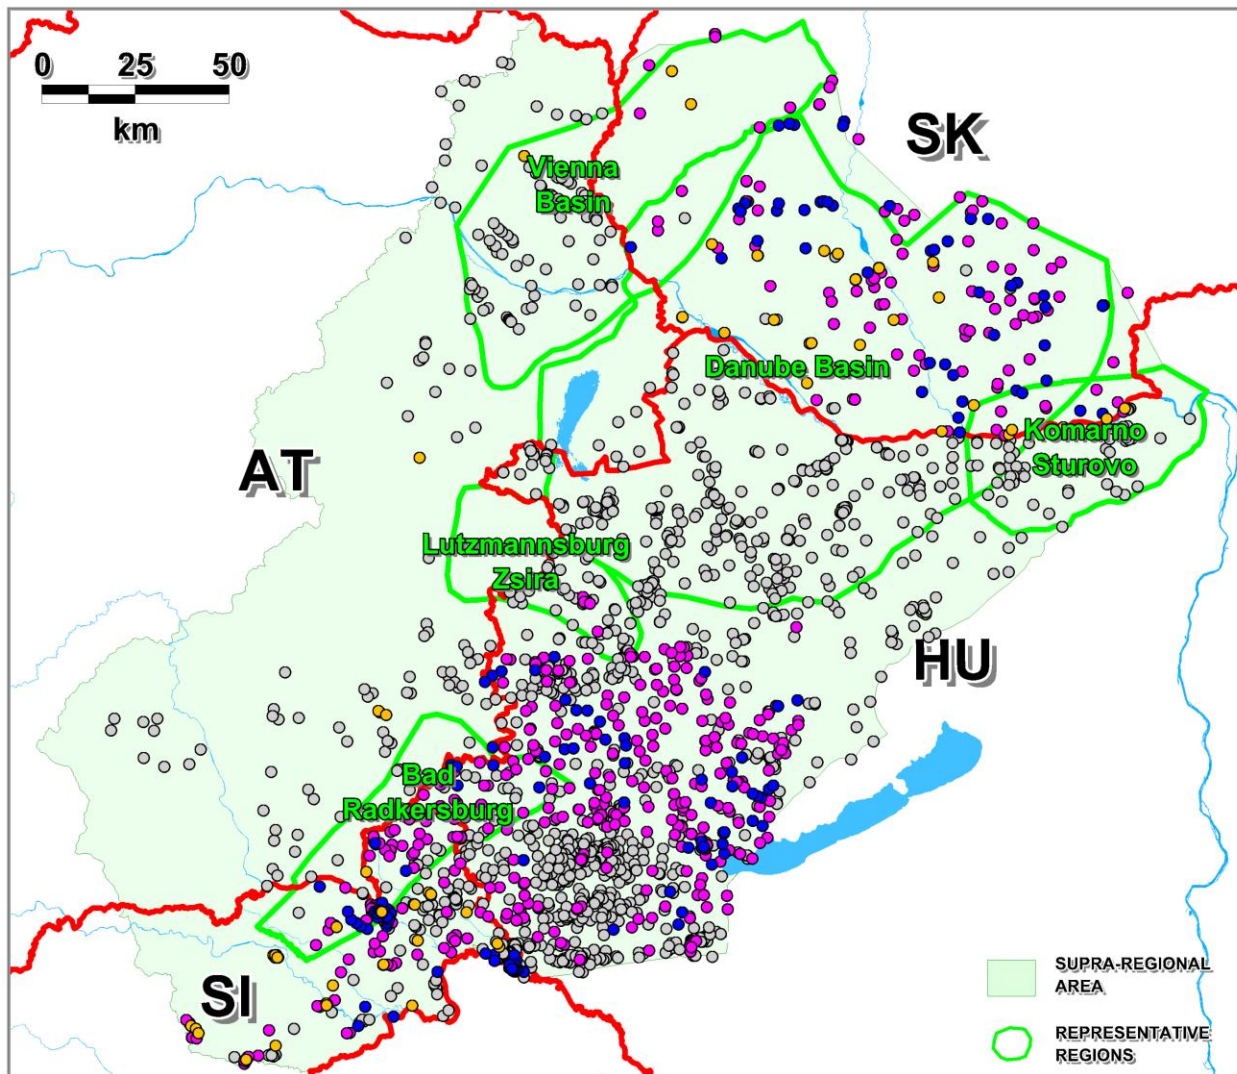 0 25 50
km
SK
Vienna
Basin
Danube Basin
Komarno
Sturovo
AT
Lutzmannsburg
Zsira
HU
Bad
Radkersburg
SI
SUPRA-REGIONAL
AREA
REPRESENTATIVE
REGIONS